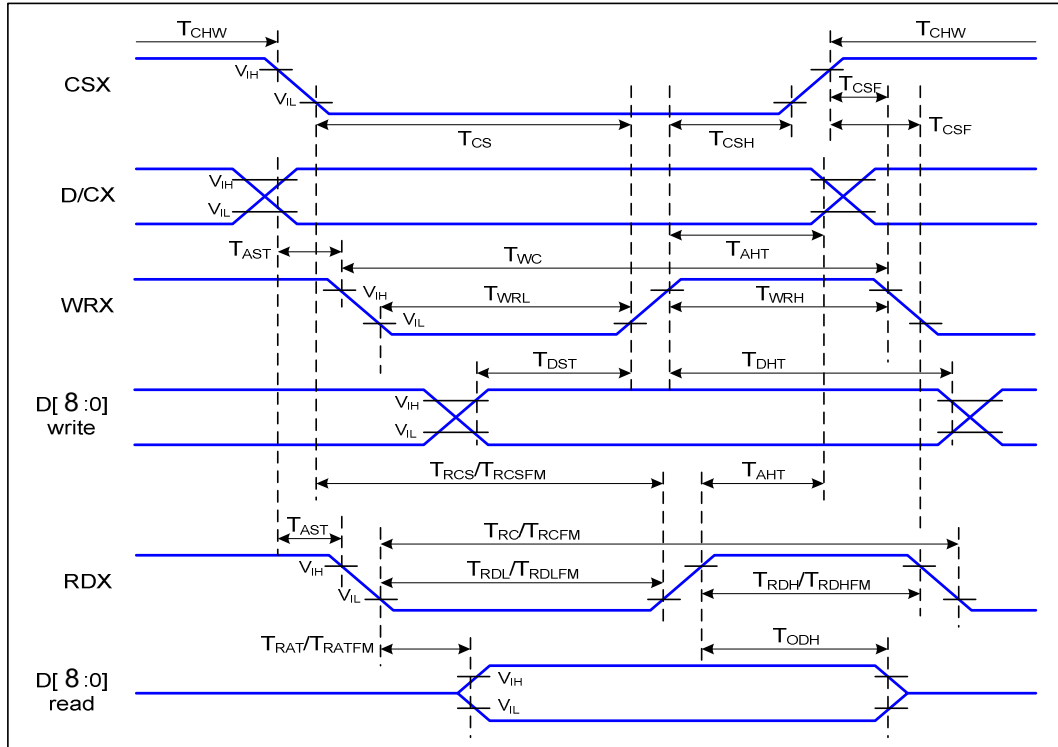 TCHW TCHW
VIH
CSX TCSF
VIL
TCS TCSH TCSF
VIH
D/CX
VIL
TAST TWC TAHT
VIH TWRL TWRH
WRX
VIL
TDST TDHT
D[ 8 :0] VIH
write VIL
TRCS/TRCSFM TAHT
TAST TRC/TRCFM
RDX VIH TRDL/TRDLFM TRDH/TRDHFM
VIL
TRAT/TRATFM TODH
D[ 8 :0] VIH
read VIL